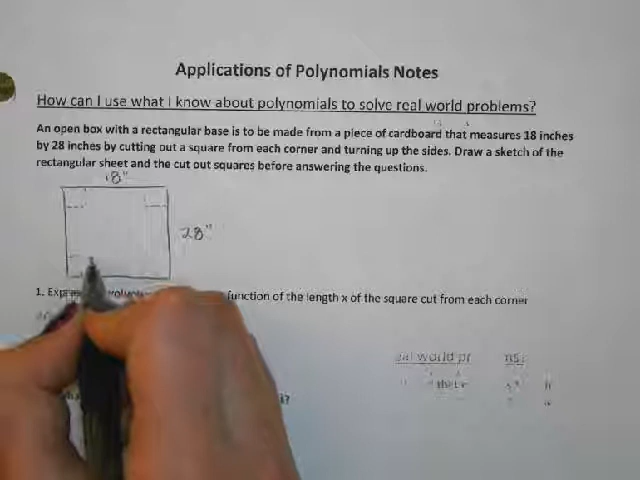 Applications of Polynomials Notes
How can I use what I know about polynomials to solve real world problems?
An open box with a rectangular base is to be made from a piece of cardboard that measures 18 inches
by 28 inches by cutting out a square from each corner and turning up the sides. Draw a sketch of the
rectangular sheet and the cut out squares before answering the questions.
18"
28"
1. function of the length x of the square cut from each corner